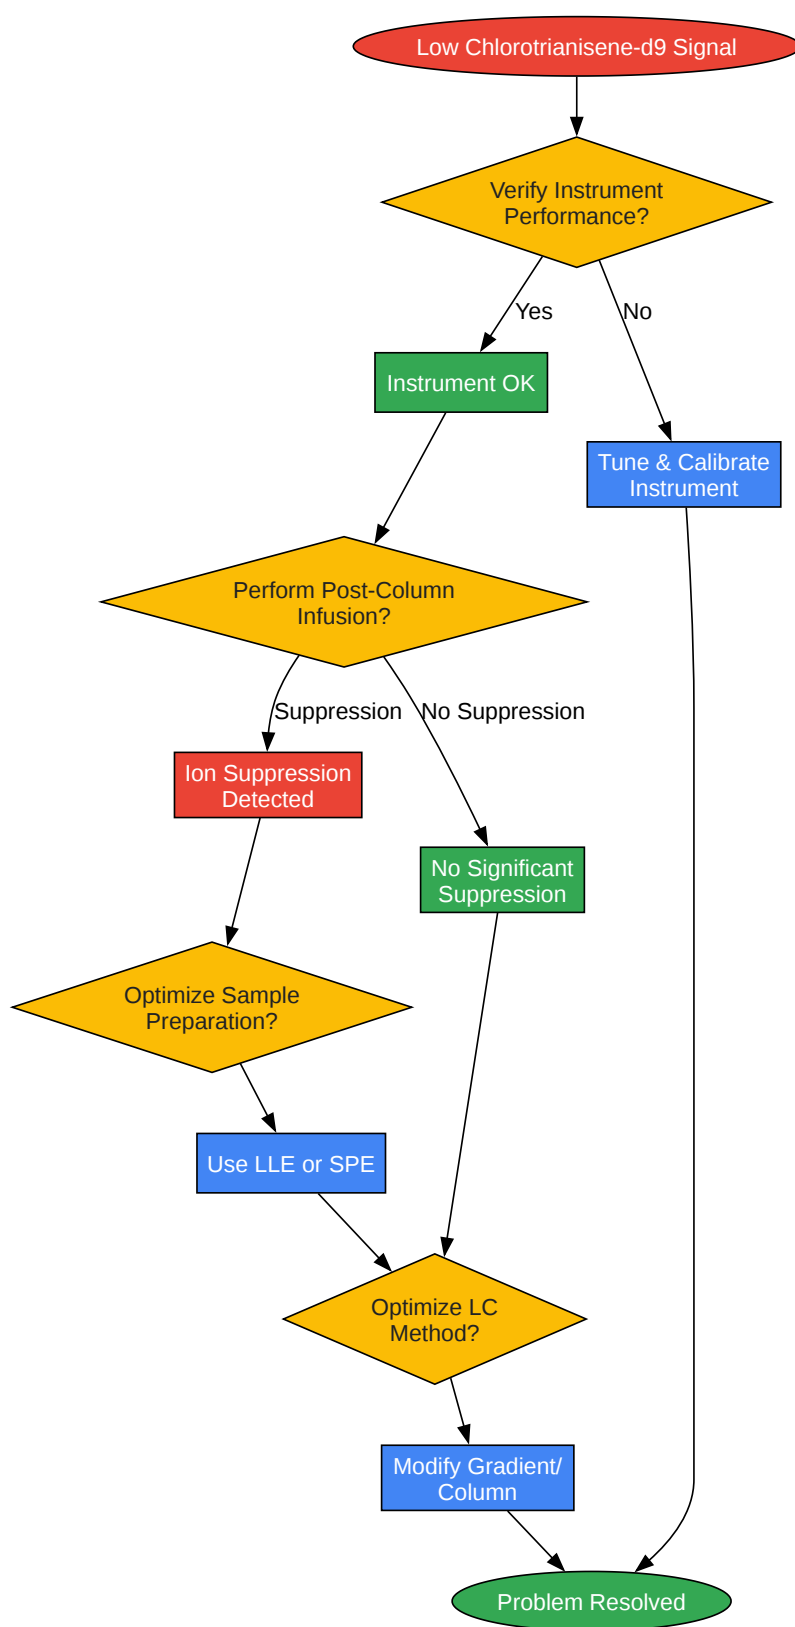 Low Chlorotrianisene-d9 Signal
Verify Instrument
Performance?
Yes
No
Instrument OK
Tune & Calibrate
Instrument
Perform Post-Column
Infusion?
Suppression
No Suppression
Ion Suppression
Detected
No Significant
Suppression
Optimize Sample
Preparation?
Use LLE or SPE
Optimize LC
Method?
Modify Gradient/
Column
Problem Resolved